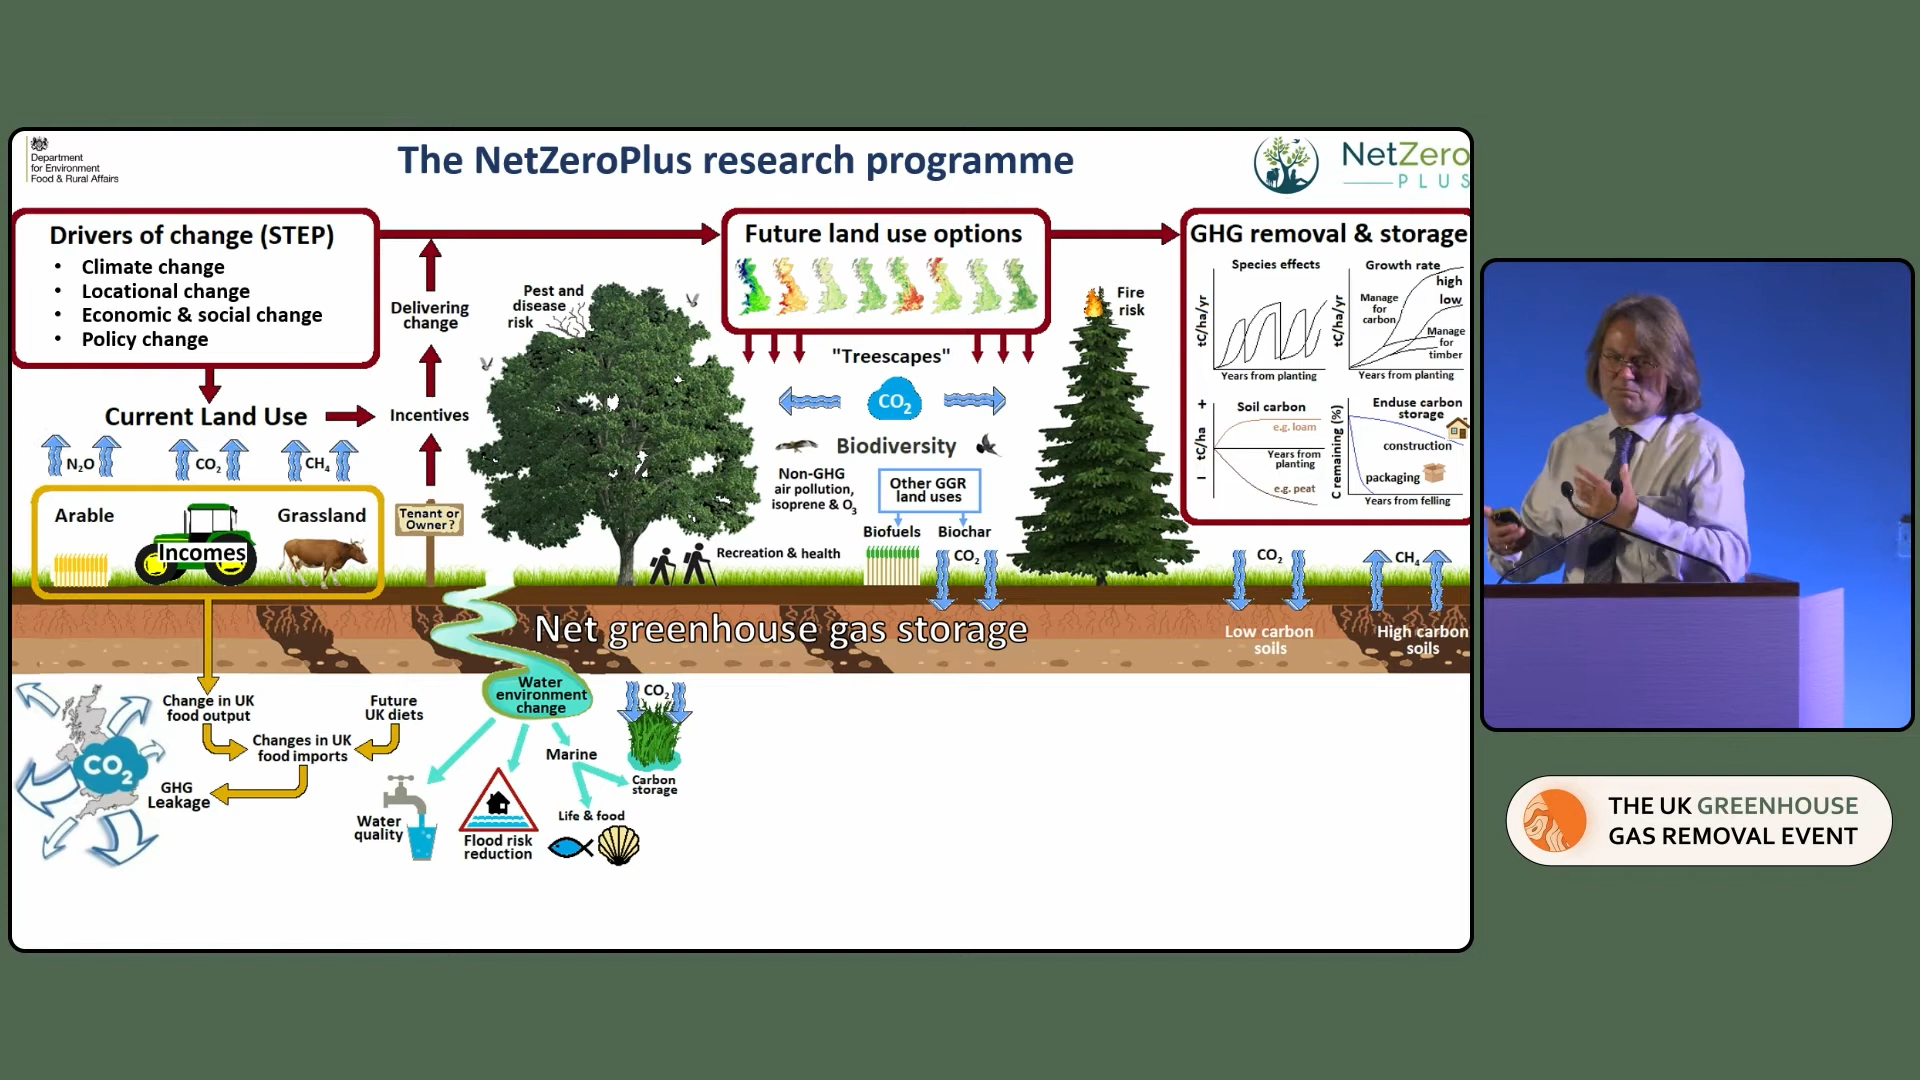 Department
for Environment
Food & Rural Affairs
The NetZeroPlus research programme
NetZero
PLUS
Drivers of change (STEP)
• Climate change
• Locational change
• Economic & social change
• Policy change
Delivering
change
Pest and
disease
risk
Future land use options
"Treescapes"
Fire
risk
GHG removal & storage
Species effects
tC/ha/yr
Years from planting
Growth rate
high
low
Manage
for
carbon
Manage
for
timber
tC/ha/yr
Years from planting
Soil carbon
+
tC/ha
–
e.g. loam
Years from
planting
e.g. peat
Enduse carbon
storage
C remaining (%)
construction
packaging
Years from felling
Current Land Use
Incentives
N2O
CO2
CH4
Arable
Incomes
Grassland
Tenant or
Owner?
CO2
Biodiversity
Non-GHG
air pollution,
isoprene & O3
Other GGR
land uses
Biofuels
Biochar
Recreation & health
CO2
CO2
CH4
Net greenhouse gas storage
Low carbon
soils
High carbon
soils
Change in UK
food output
Future
UK diets
Changes in UK
food imports
CO2
GHG
Leakage
Water
environment
change
CO2
Marine
Carbon
storage
Water
quality
Flood risk
reduction
Life & food
THE UK GREENHOUSE
GAS REMOVAL EVENT